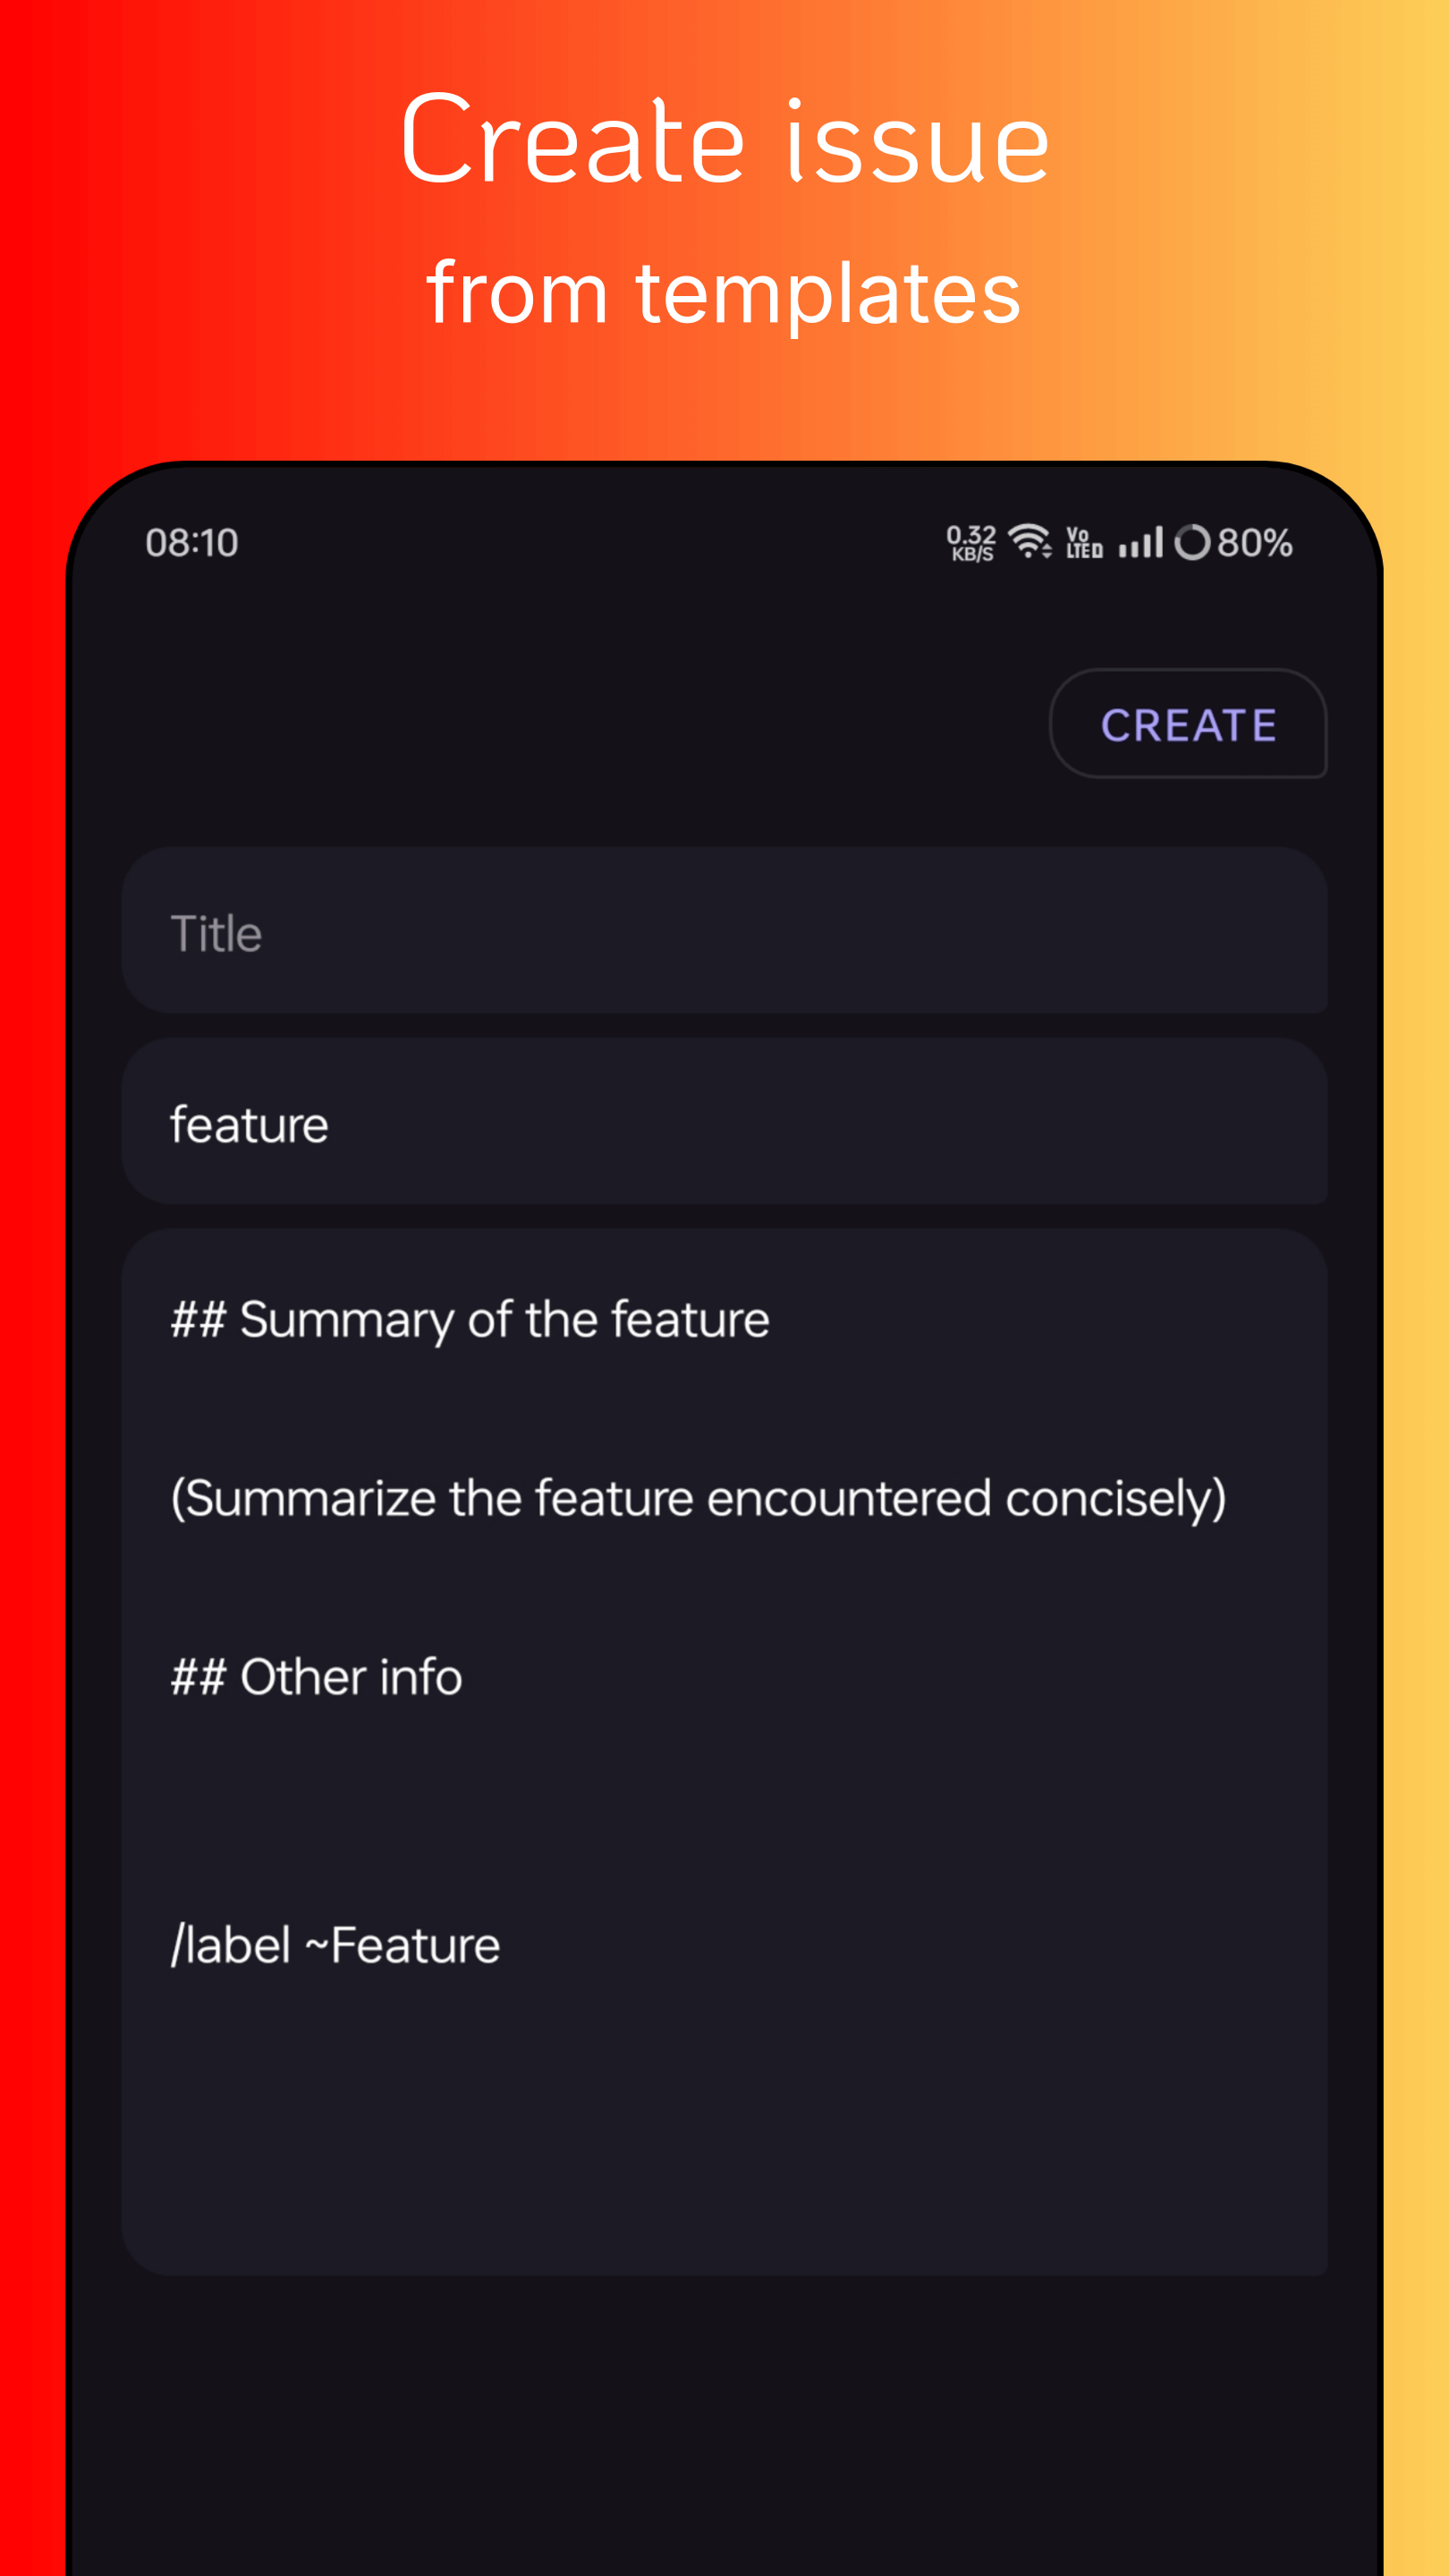 Create issue
from templates
08:10
0.32 KB/S Vo LTE 80%
CREATE
Title
feature
## Summary of the feature
(Summarize the feature encountered concisely)
## Other info
/label ~Feature